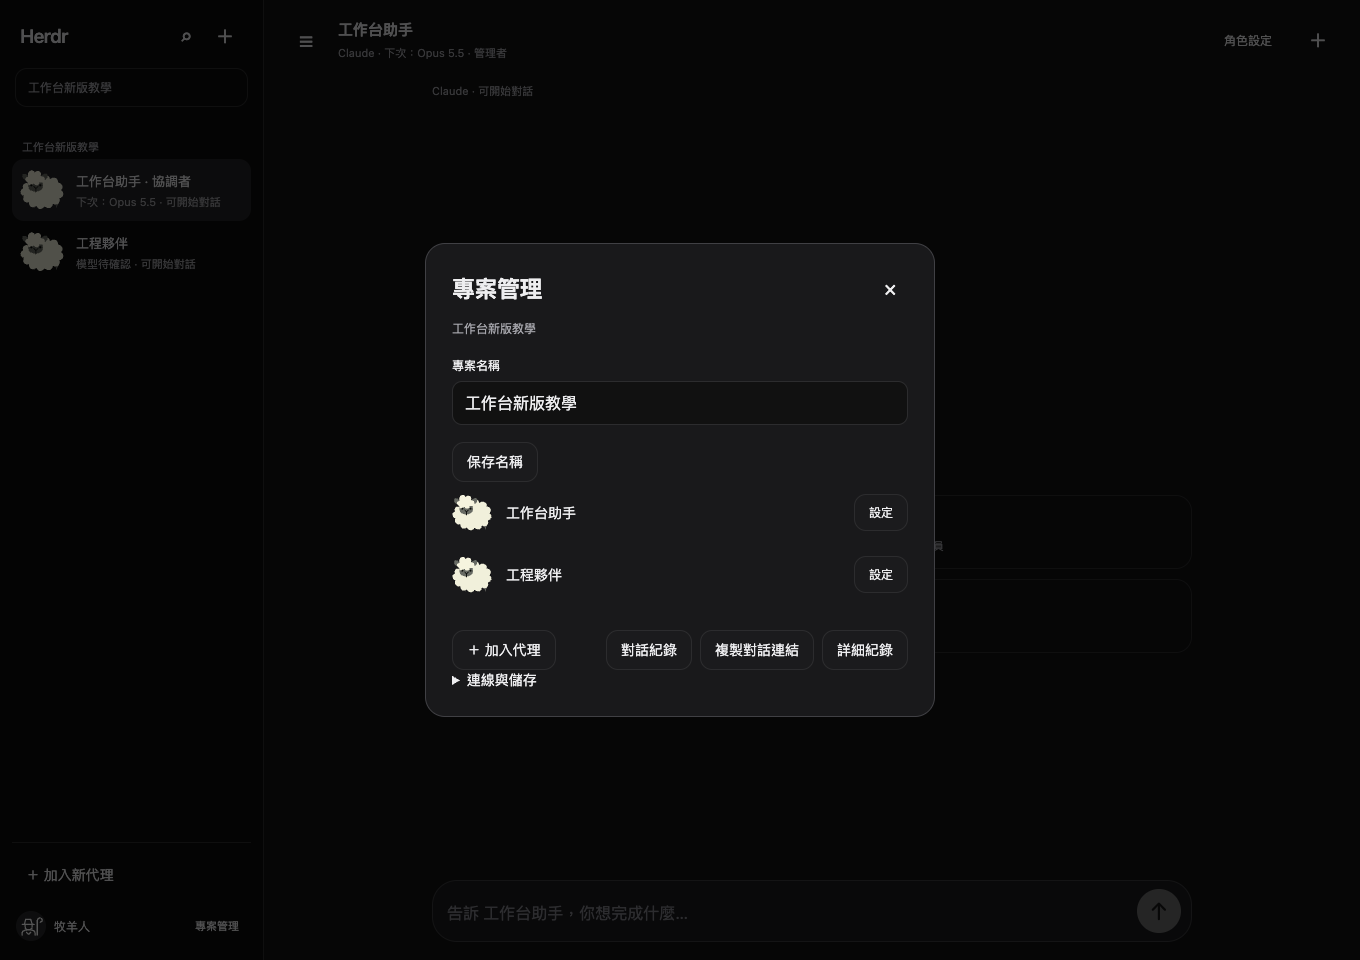 Herdr
工作台新版教學
工作台新版教學
工作台助手 · 協調者
下次：Opus 5.5 · 可開始對話
工程夥伴
模型待確認 · 可開始對話
+ 加入新代理
牧羊人
專案管理
工作台助手
Claude · 下次：Opus 5.5 · 管理者
角色設定
Claude · 可開始對話
專案管理
工作台新版教學
專案名稱
工作台新版教學
保存名稱
工作台助手
設定
工程夥伴
設定
+ 加入代理
對話紀錄
複製對話連結
詳細紀錄
連線與儲存
員
告訴 工作台助手，你想完成什麼...